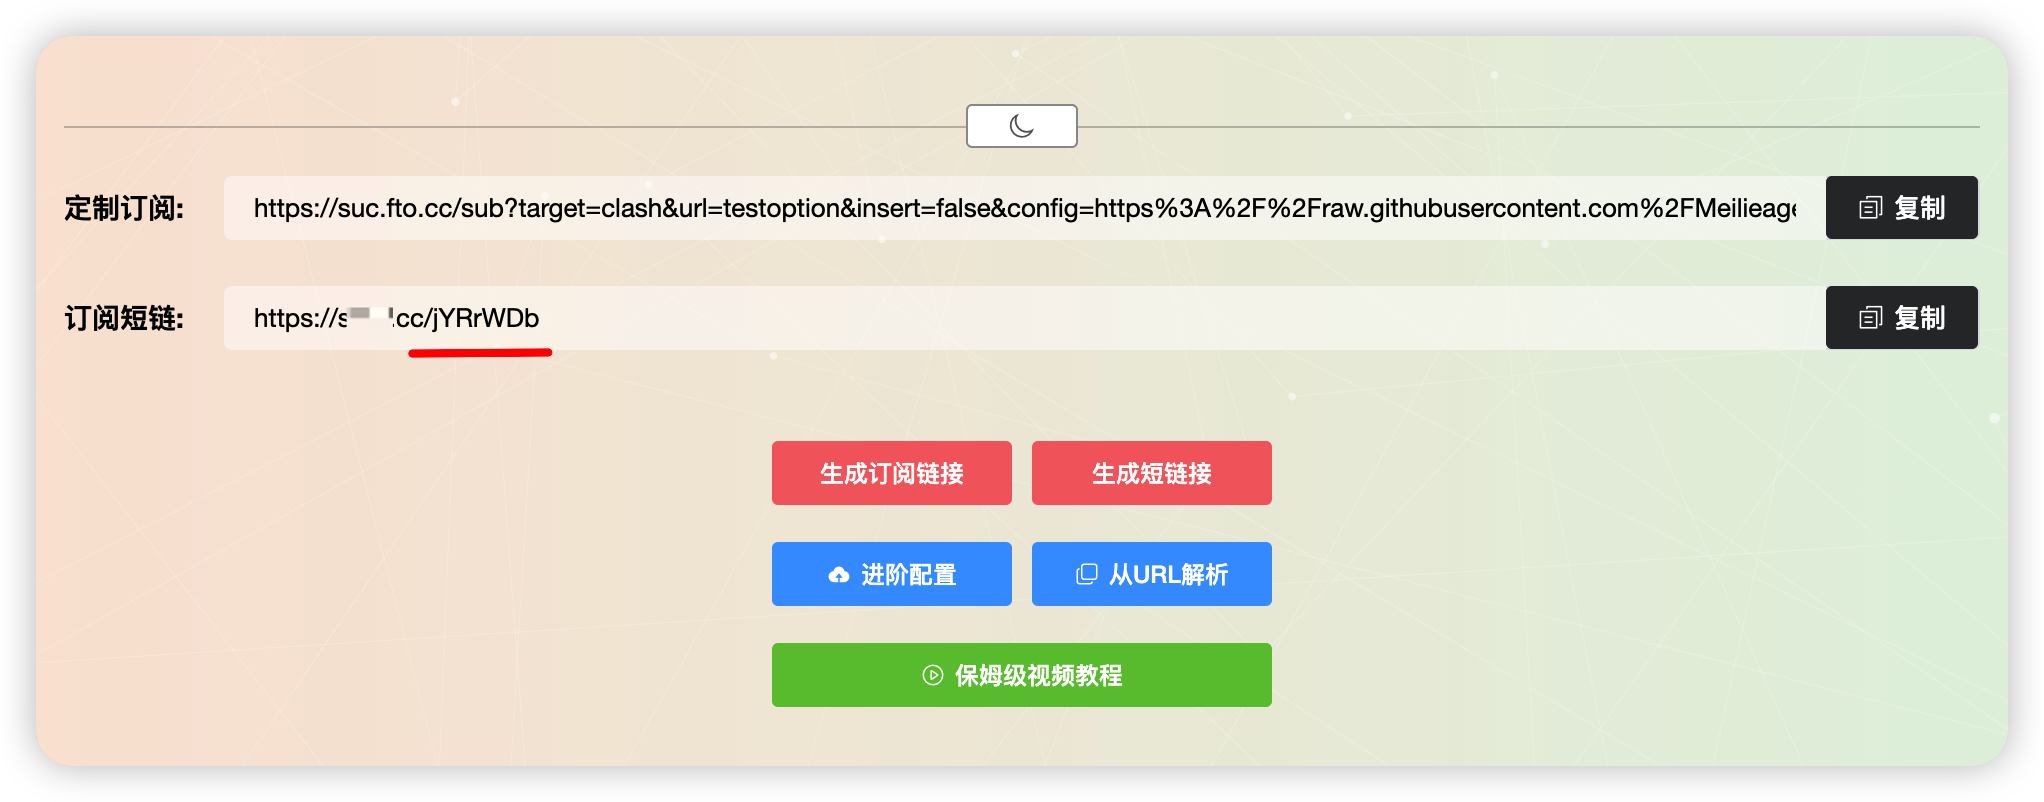 定制订阅:
https://suc.fto.cc/sub?target=clash&url=testoption&insert=false&config=https%3A%2F%2Fraw.githubusercontent.com%2FMeilieage
复制
订阅短链:
https://s .cc/jYRrWDb
复制
生成订阅链接
生成短链接
进阶配置
从URL解析
保姆级视频教程